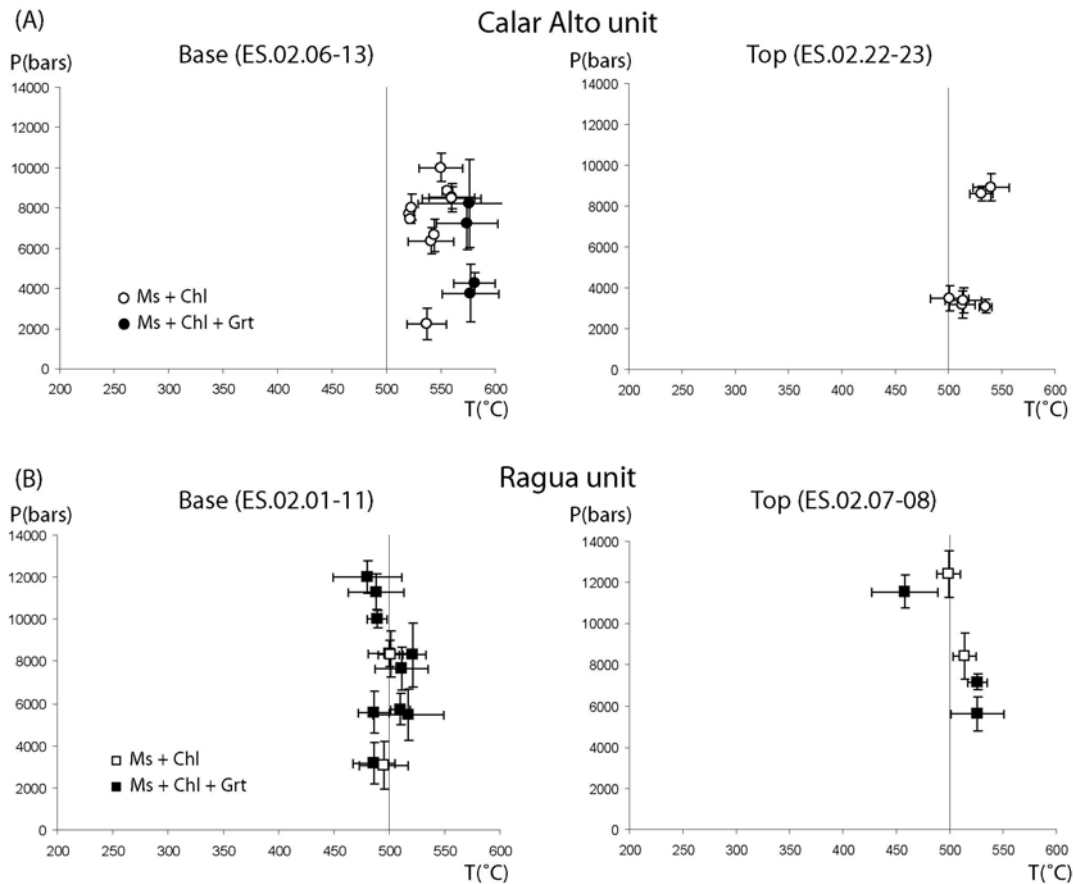 (A)
Calar Alto unit
Base (ES.02.06-13)
Top (ES.02.22-23)
P(bars)
P(bars)
14000
14000
12000
12000
10000
10000
8000
8000
6000
6000
4000
4000
2000
2000
0
0
Ms + Chl
Ms + Chl + Grt
200 250 300 350 400 450 500 550 600
200 250 300 350 400 450 500 550 600
T(°C)
T(°C)
(B)
Ragua unit
Base (ES.02.01-11)
Top (ES.02.07-08)
P(bars)
P(bars)
14000
14000
12000
12000
10000
10000
8000
8000
6000
6000
4000
4000
2000
2000
0
0
Ms + Chl
Ms + Chl + Grt
200 250 300 350 400 450 500 550 600
200 250 300 350 400 450 500 550 600
T(°C)
T(°C)